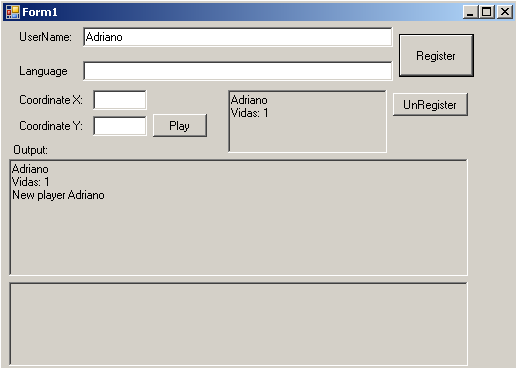 Form1
UserName: Adriano
Register
Language
Coordinate X:
Adriano
Vidas: 1
UnRegister
Coordinate Y:
Play
Output:
Adriano
Vidas: 1
New player Adriano